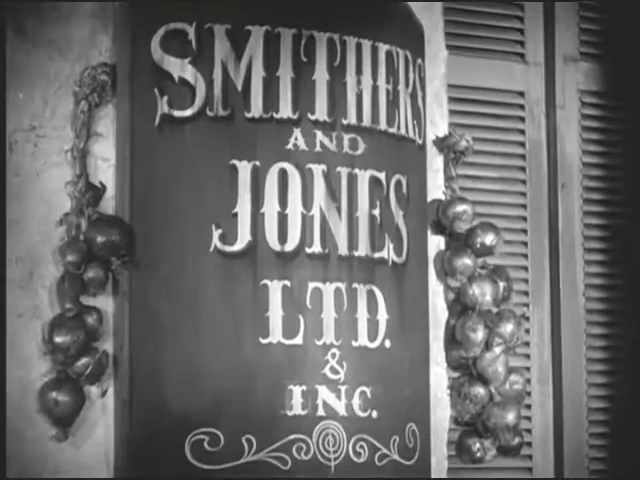 SMITHERS
AND
JONES
LTD.
&
INC.